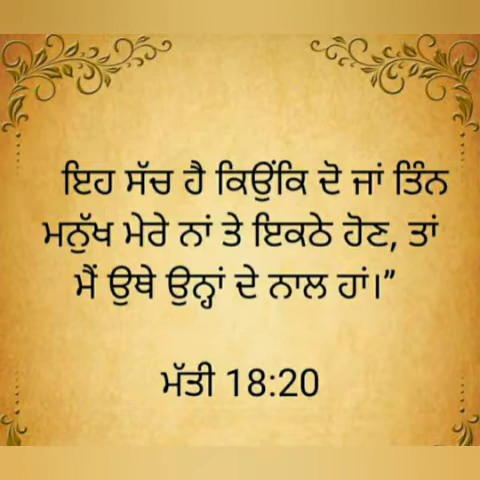 ਇਹ ਸੱਚ ਹੈ ਕਿਉਂਕਿ ਦੋ ਜਾਂ ਤਿੰਨ
ਮਨੁੱਖ ਮੇਰੇ ਨਾਂ ਤੇ ਇਕਠੇ ਹੋਣ, ਤਾਂ
ਮੈਂ ਉਥੇ ਉਨ੍ਹਾਂ ਦੇ ਨਾਲ ਹਾਂ।”
ਮੱਤੀ 18:20